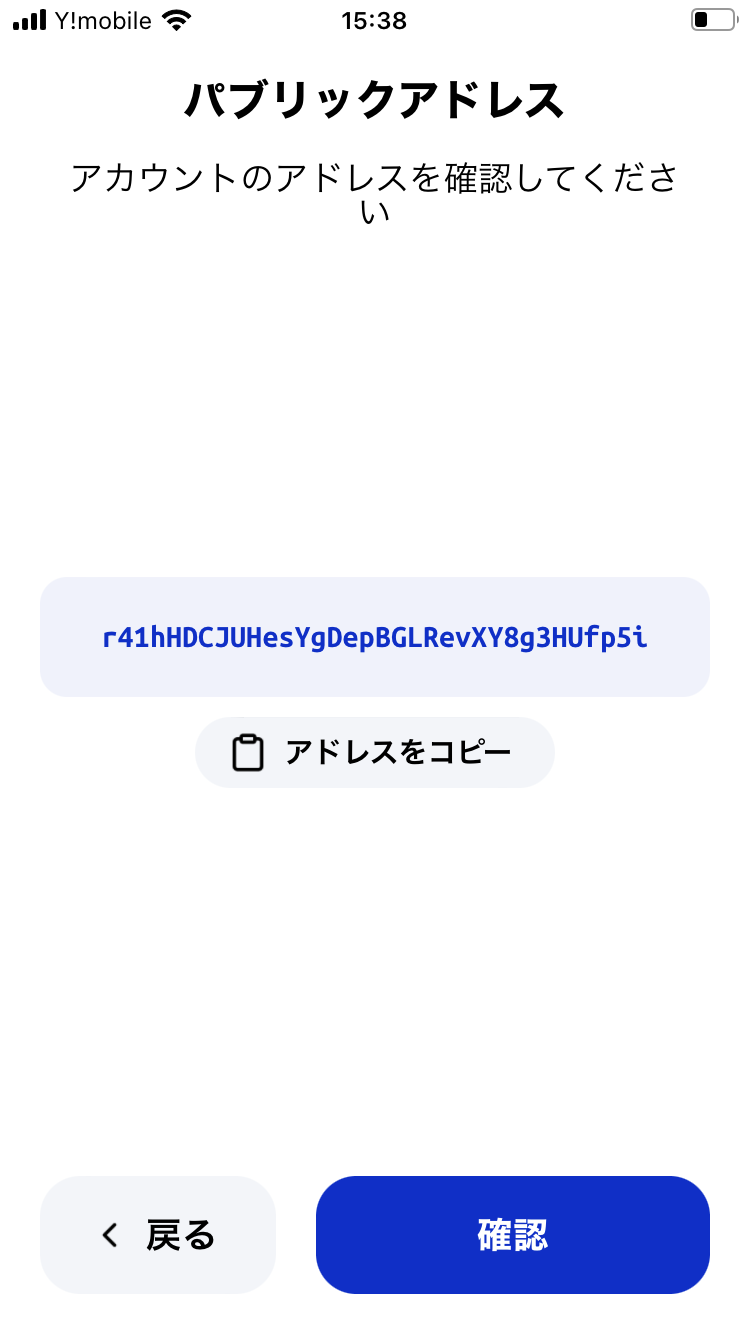 Y!mobile 15:38
パブリックアドレス
アカウントのアドレスを確認してくださ
い
r41hHDCJUHesYgDepBGLRevXY8g3HUfp5i
アドレスをコピー
戻る 確認